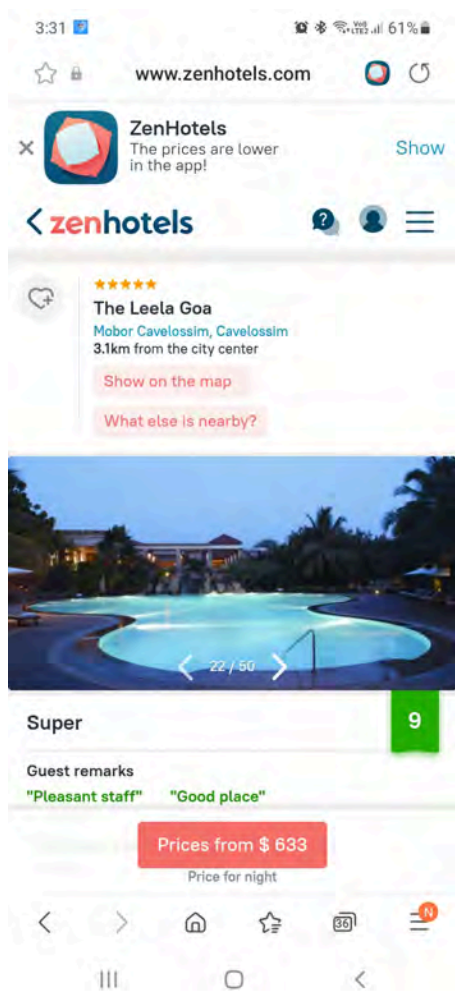 3:31
61%
www.zenhotels.com
ZenHotels
The prices are lower
in the app!
Show
zenhotels
The Leela Goa
Mobor Cavelossim, Cavelossim
3.1km from the city center
Show on the map
What else is nearby?
22 / 50
Super
9
Guest remarks
"Pleasant staff" "Good place"
Prices from $ 633
Price for night
N
36